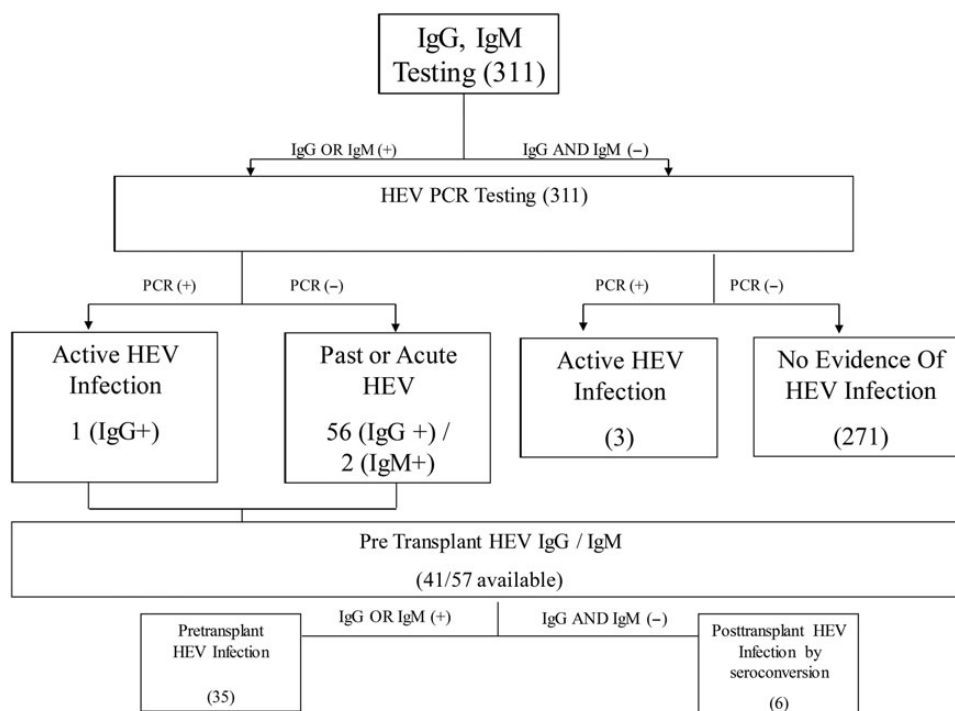 IgG, IgM
Testing (311)
IgG OR IgM (+)
IgG AND IgM (−)
HEV PCR Testing (311)
PCR (+)
PCR (−)
PCR (+)
PCR (−)
Active HEV
Infection
1 (IgG+)
Past or Acute
HEV
56 (IgG +) /
2 (IgM+)
Active HEV
Infection
(3)
No Evidence Of
HEV Infection
(271)
Pre Transplant HEV IgG / IgM
(41/57 available)
IgG OR IgM (+)
IgG AND IgM (−)
Pretransplant
HEV Infection
(35)
Posttransplant HEV
Infection by
seroconversion
(6)